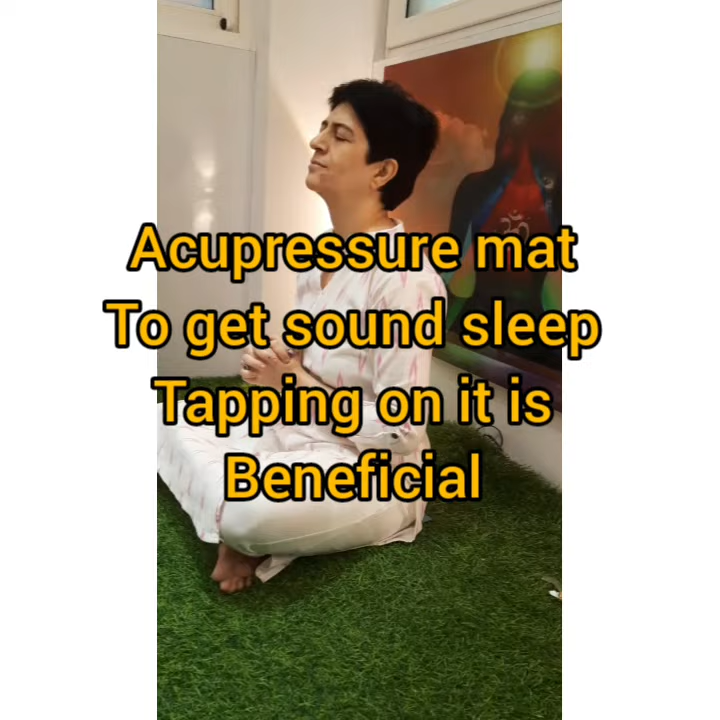 Acupressure mat
To get sound sleep
Tapping on it is
Beneficial
ॐ